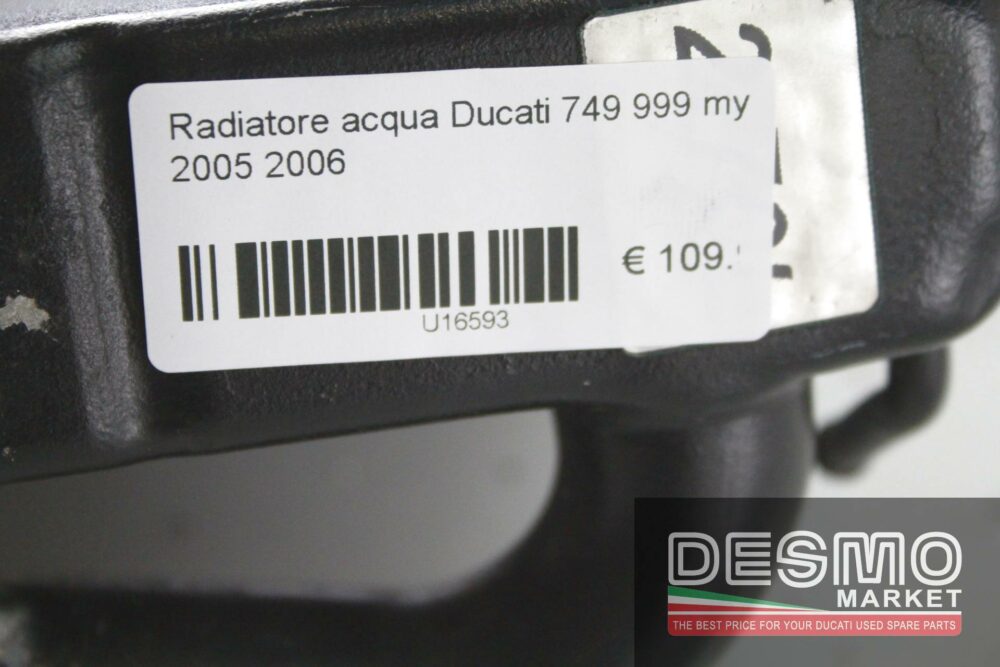 Radiatore acqua Ducati 749 999 my
2005 2006
€ 109.
U16593
DESMO
MARKET
THE BEST PRICE FOR YOUR DUCATI USED SPARE PARTS